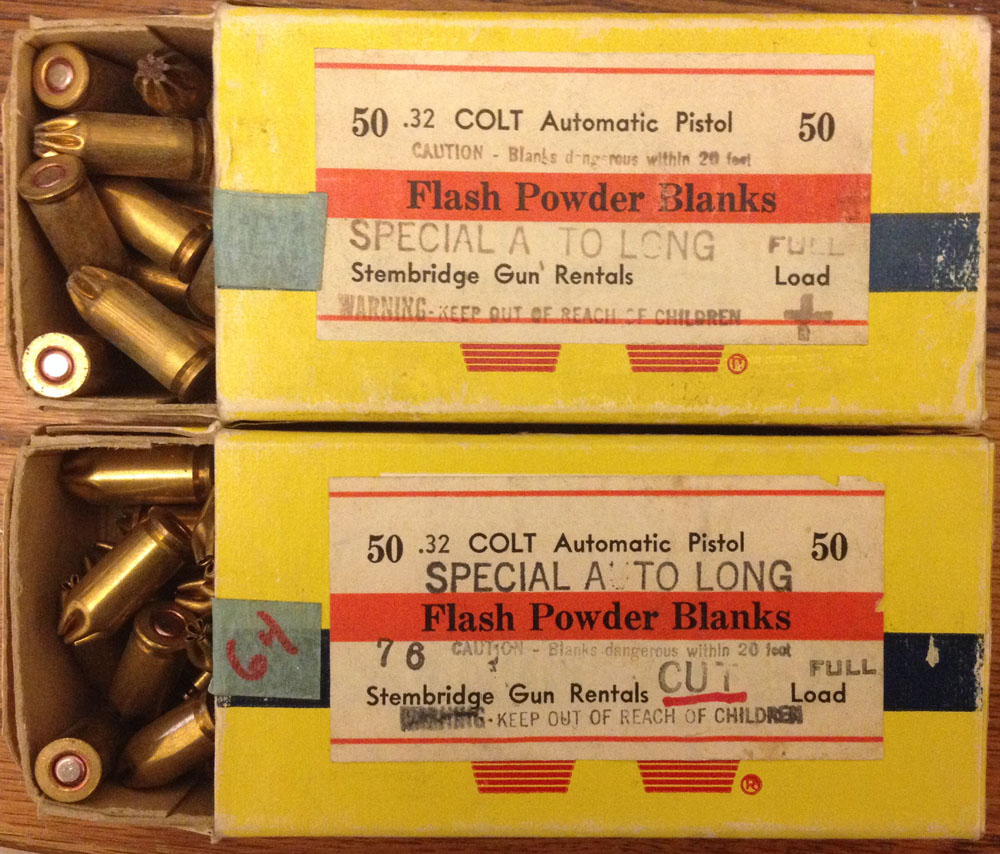 50 .32 COLT Automatic Pistol 50
CAUTION - Blanks dangerous within 20 feet
Flash Powder Blanks
SPECIAL A TO LONG FULL
Stembridge Gun Rentals Load
WARNING - KEEP OUT OF REACH OF CHILDREN +
R
50 .32 COLT Automatic Pistol 50
SPECIAL AUTO LONG
Flash Powder Blanks
76 CAUTION - Blanks dangerous within 20 feet
64
CUT FULL
Stembridge Gun Rentals Load
WARNING - KEEP OUT OF REACH OF CHILDREN
R